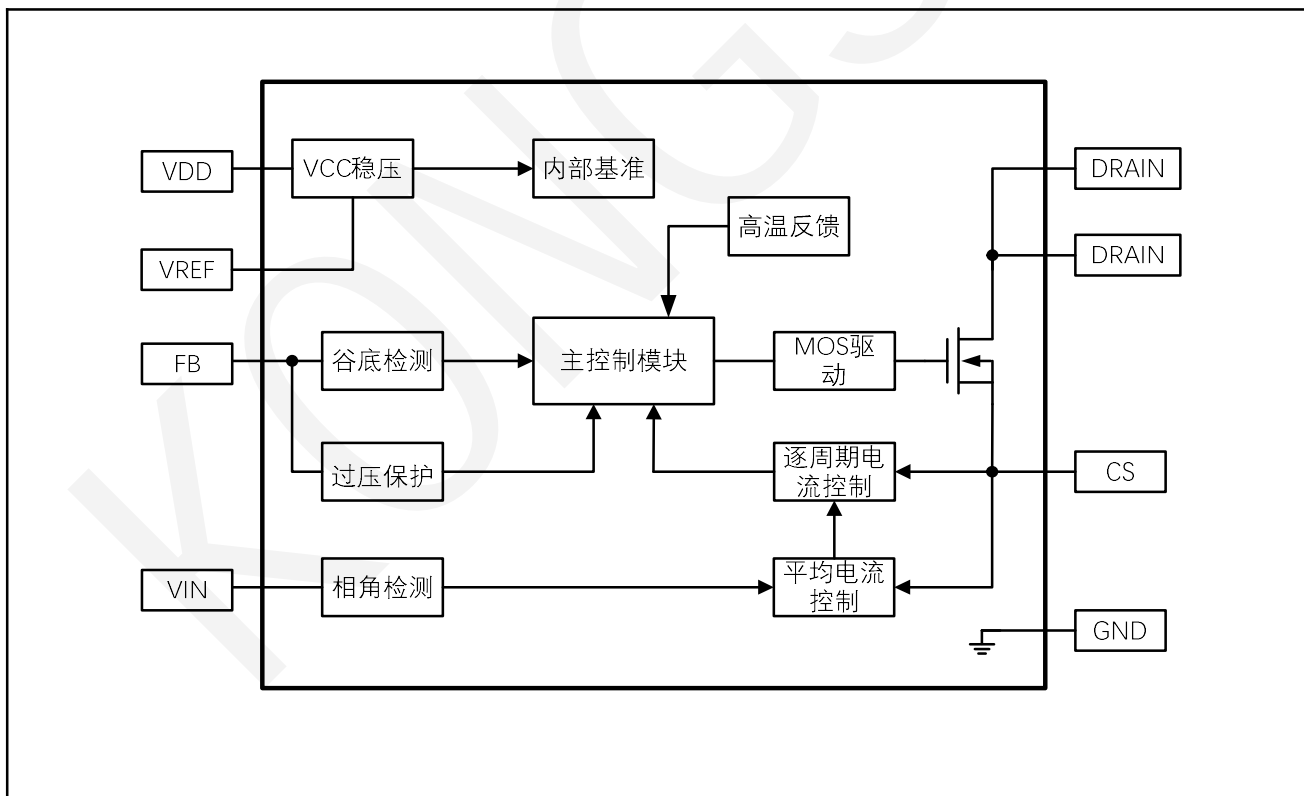 KONGS
VDD
VCC稳压
内部基准
DRAIN
高温反馈
VREF
DRAIN
FB
谷底检测
主控制模块
MOS驱
动
过压保护
逐周期电
流控制
CS
VIN
相角检测
平均电流
控制
GND